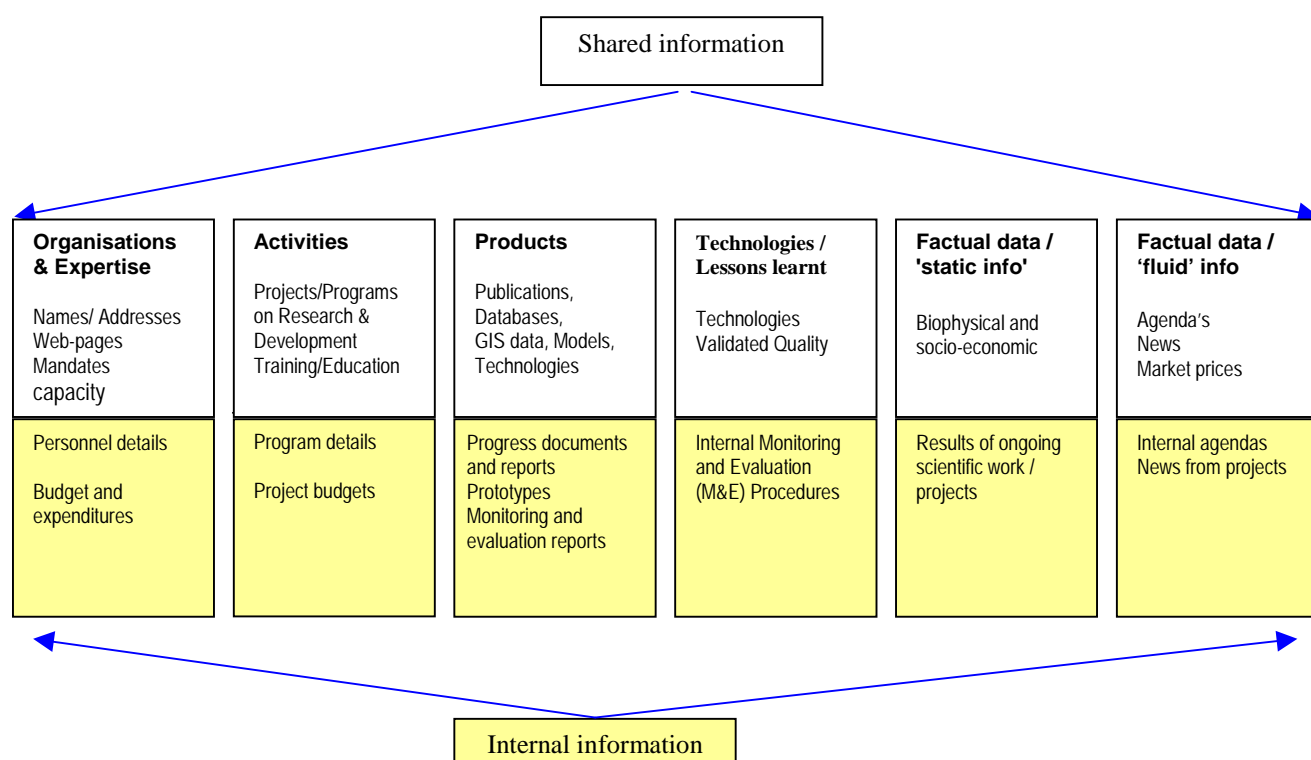 Shared information
Organisations
& Expertise
Names/ Addresses
Web-pages
Mandates
capacity
Activities
Projects/Programs
on Research &
Development
Training/Education
Products
Publications,
Databases,
GIS data, Models,
Technologies
Technologies /
Lessons learnt
Technologies
Validated Quality
Factual data /
'static info'
Biophysical and
socio-economic
Factual data /
‘fluid’ info
Agenda’s
News
Market prices
Personnel details
Budget and
expenditures
Program details
Project budgets
Progress documents
and reports
Prototypes
Monitoring and
evaluation reports
Internal Monitoring
and Evaluation
(M&E) Procedures
Results of ongoing
scientific work /
projects
Internal agendas
News from projects
Internal information